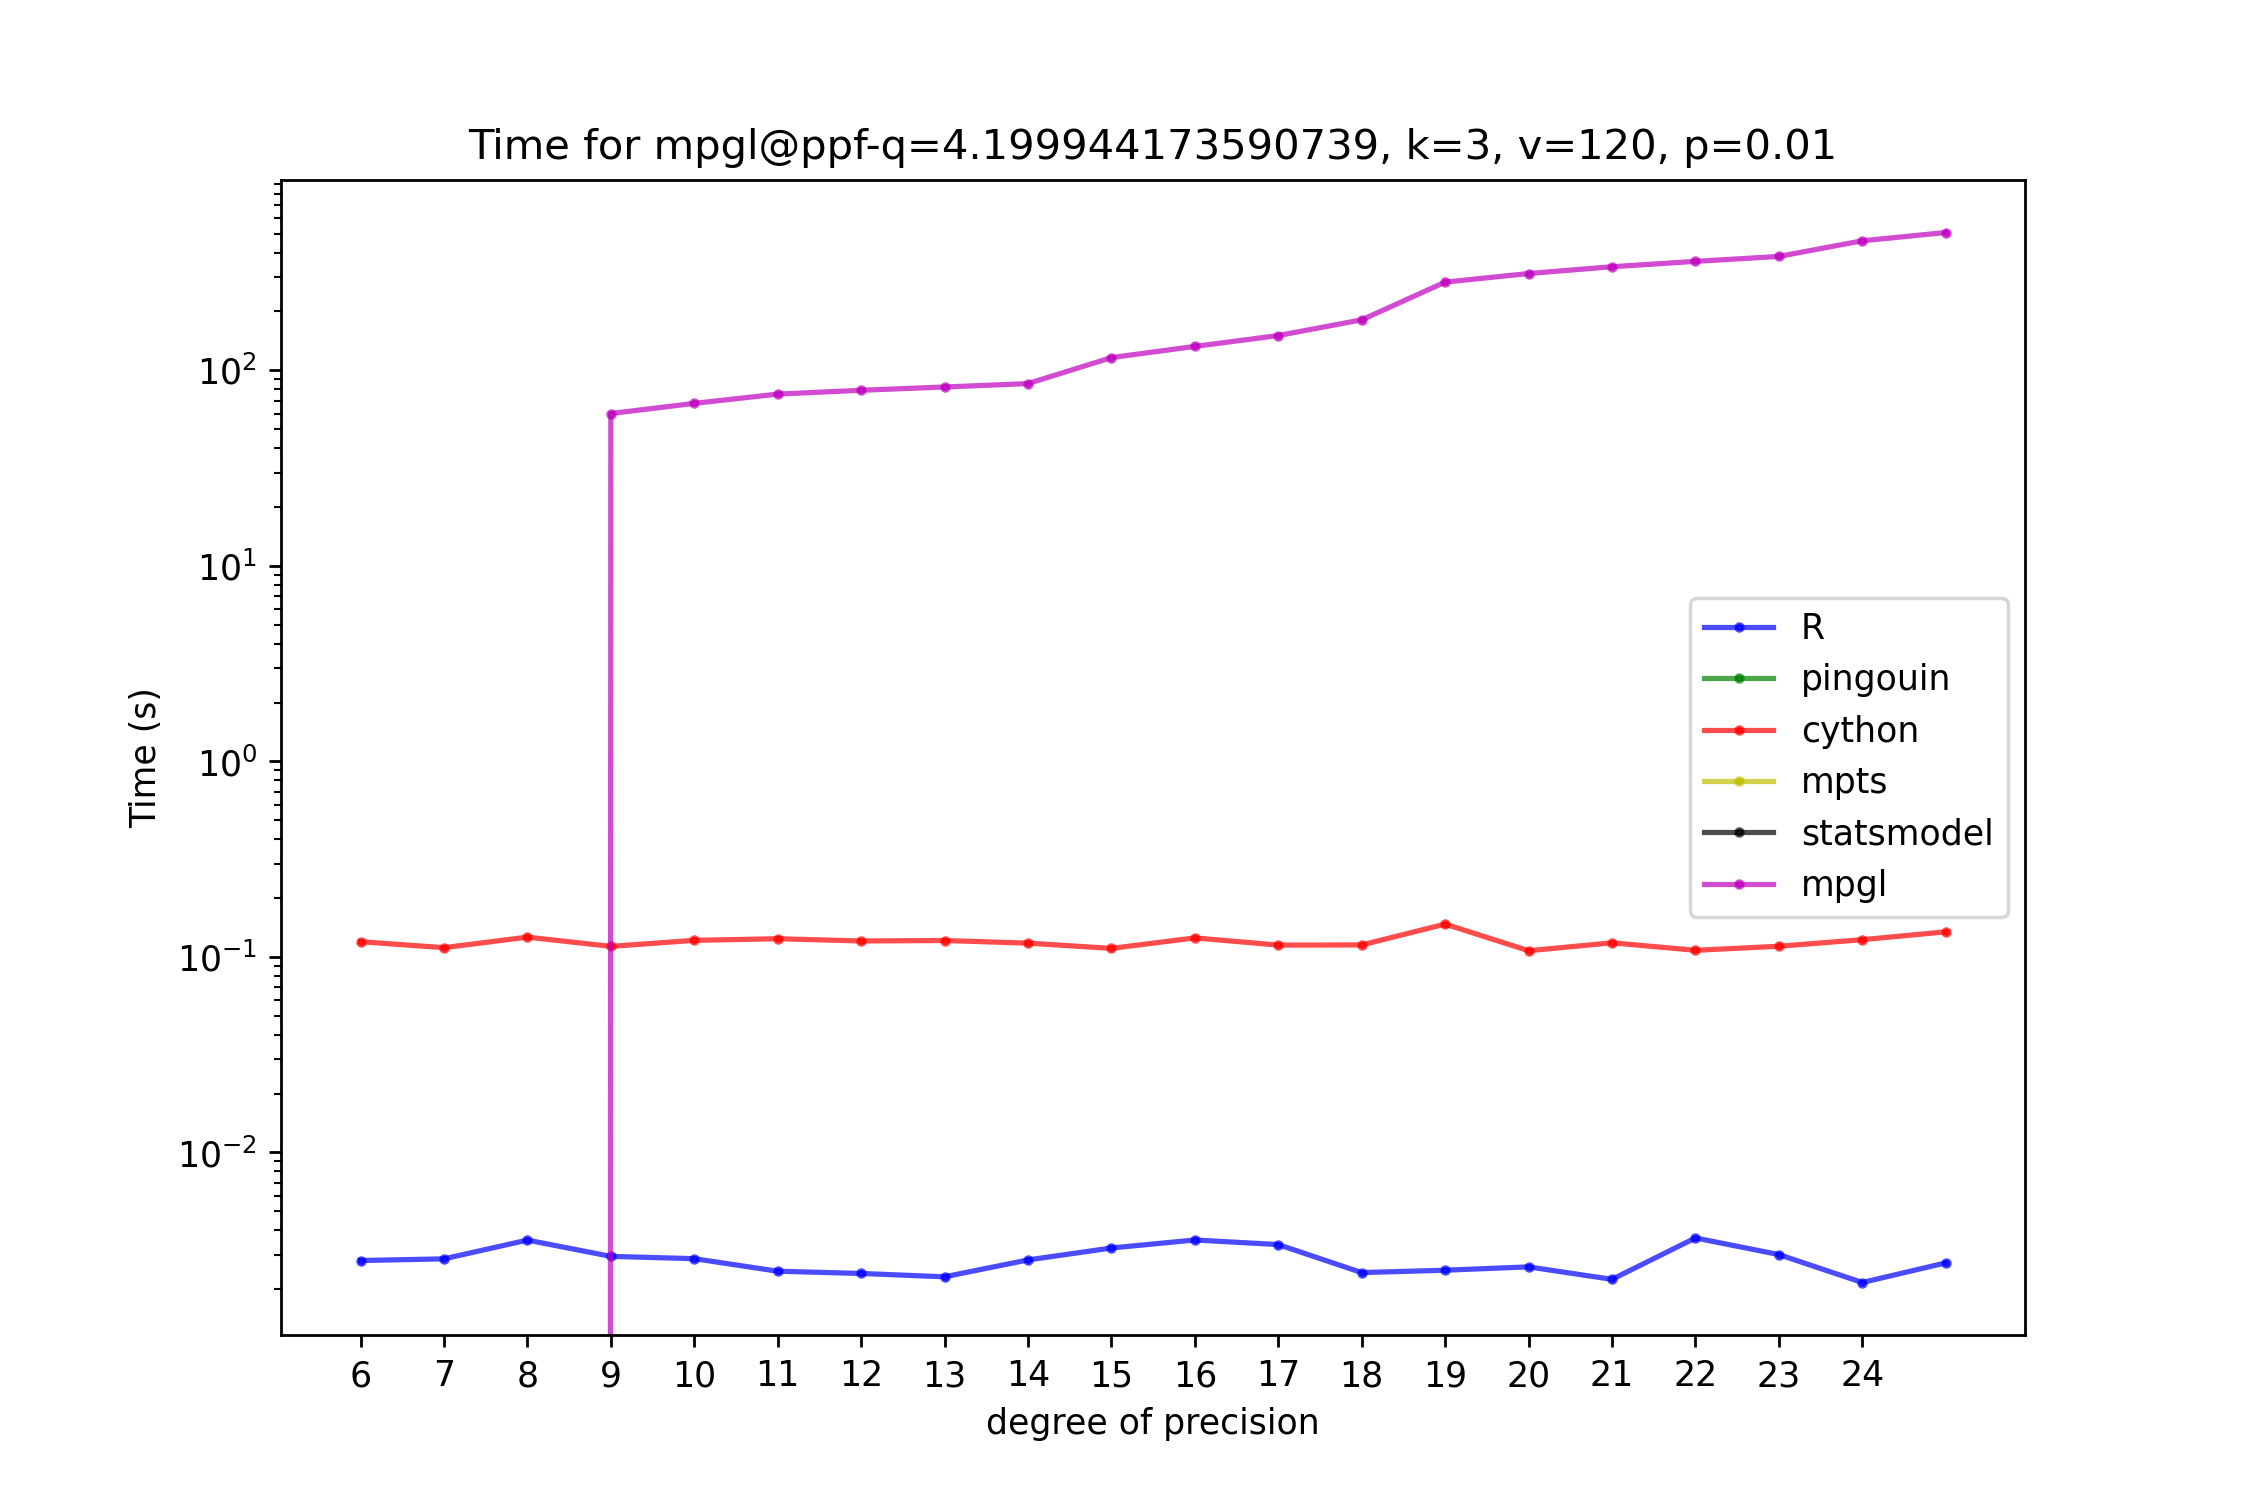 Time for mpgl@ppf-q=4.199944173590739, k=3, v=120, p=0.01
10²
10¹
10⁰
10⁻¹
10⁻²
Time (s)
R
pingouin
cython
mpts
statsmodel
mpgl
6 7 8 9 10 11 12 13 14 15 16 17 18 19 20 21 22 23 24
degree of precision